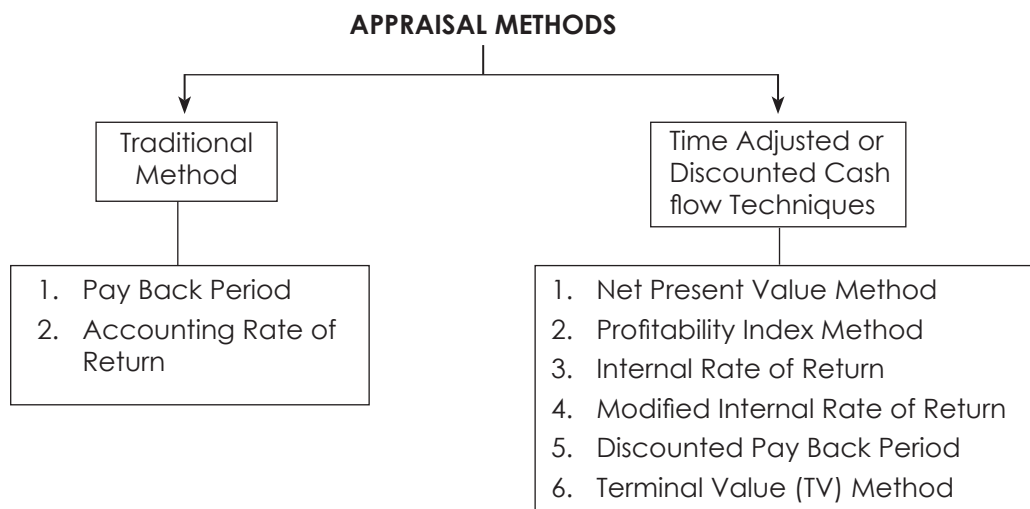 APPRAISAL METHODS
Traditional
Method
1. Pay Back Period
2. Accounting Rate of
Return
Time Adjusted or
Discounted Cash
flow Techniques
1. Net Present Value Method
2. Profitability Index Method
3. Internal Rate of Return
4. Modified Internal Rate of Return
5. Discounted Pay Back Period
6. Terminal Value (TV) Method